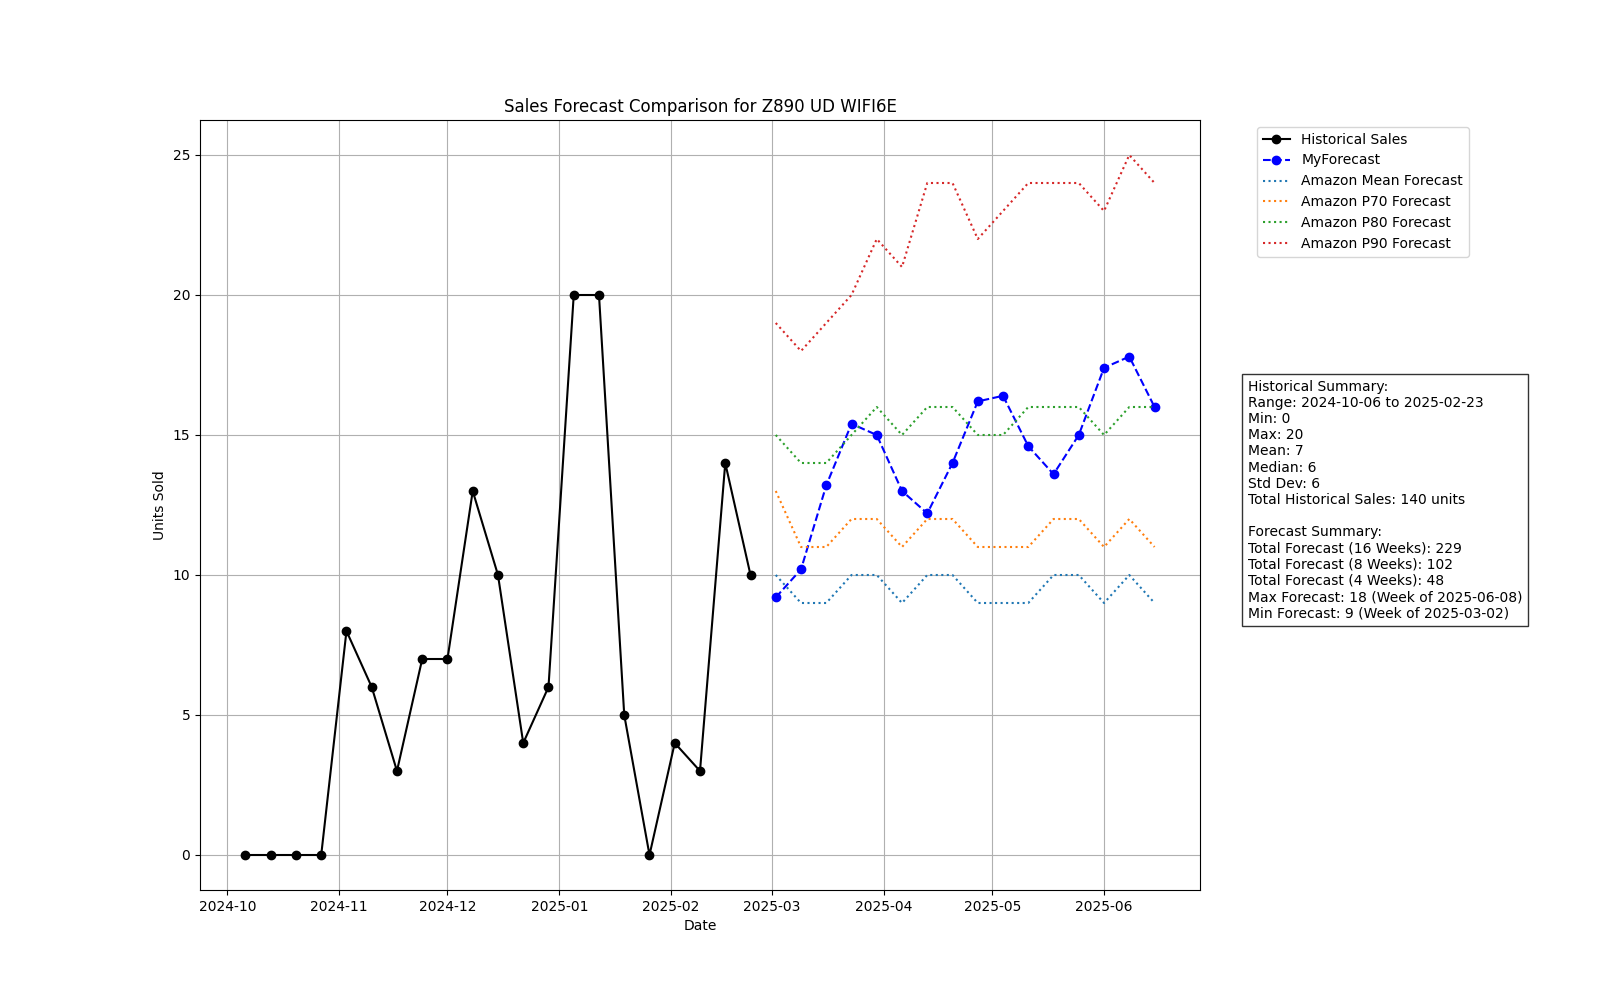 Sales Forecast Comparison for Z890 UD WIFI6E
25
20
15
10
5
0
Units Sold
2024-10
2024-11
2024-12
2025-01
2025-02
2025-03
2025-04
2025-05
2025-06
Date
Historical Sales
MyForecast
Amazon Mean Forecast
Amazon P70 Forecast
Amazon P80 Forecast
Amazon P90 Forecast
Historical Summary:
Range: 2024-10-06 to 2025-02-23
Min: 0
Max: 20
Mean: 7
Median: 6
Std Dev: 6
Total Historical Sales: 140 units
Forecast Summary:
Total Forecast (16 Weeks): 229
Total Forecast (8 Weeks): 102
Total Forecast (4 Weeks): 48
Max Forecast: 18 (Week of 2025-06-08)
Min Forecast: 9 (Week of 2025-03-02)